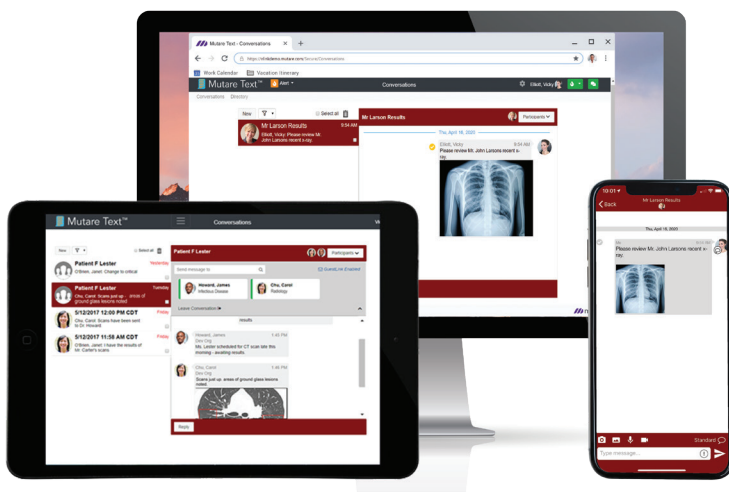 Mutare Text - Conversations
https://nfinitidemo.mutare.com/Secure/Conversations
Work Calendar Vacation Itinerary
Mutare Text™ Alert Conversations Elliott, Vicky
Conversations Directory
New Select all
Mr Larson Results 9:54 AM
Elliott, Vicky: Please review Mr.
John Larsons recent x-ray.
Mr Larson Results Participants
Thu, April 16, 2020
Elliott, Vicky 9:54 AM
Please review Mr. John Larsons recent x-
ray.
Mutare Text™ Conversations
New Select all
Patient F Lester Yesterday
O'Brien, Janet: Change to critical
Patient F Lester Tuesday
Chu, Carol: Scans just up - areas of
ground glass lesions noted
5/12/2017 12:00 PM CDT Friday
Chu, Carol: Scans have been sent
to Dr. Howard
5/12/2017 11:58 AM CDT Friday
O'Brien, Janet: I have the results of
Mr. Carter's scans
Patient F Lester Participants
Send message to QuickLink Enabled
Howard, James
Infectious Disease
Chu, Carol
Pathology
Leave Conversation
results
Howard, James 1:45 PM
Dev Org
Ms. Lester scheduled for CT scan late this
morning - awaiting results
Chu, Carol 1:46 PM
Dev Org
Scans just up. areas of ground glass lesions
noted
Reply
10:01
Back Mr Larson Results
Thu, April 16, 2020
Me 9:54 AM
Please review Mr. John Larsons recent x-
ray.
Standard
Type message...